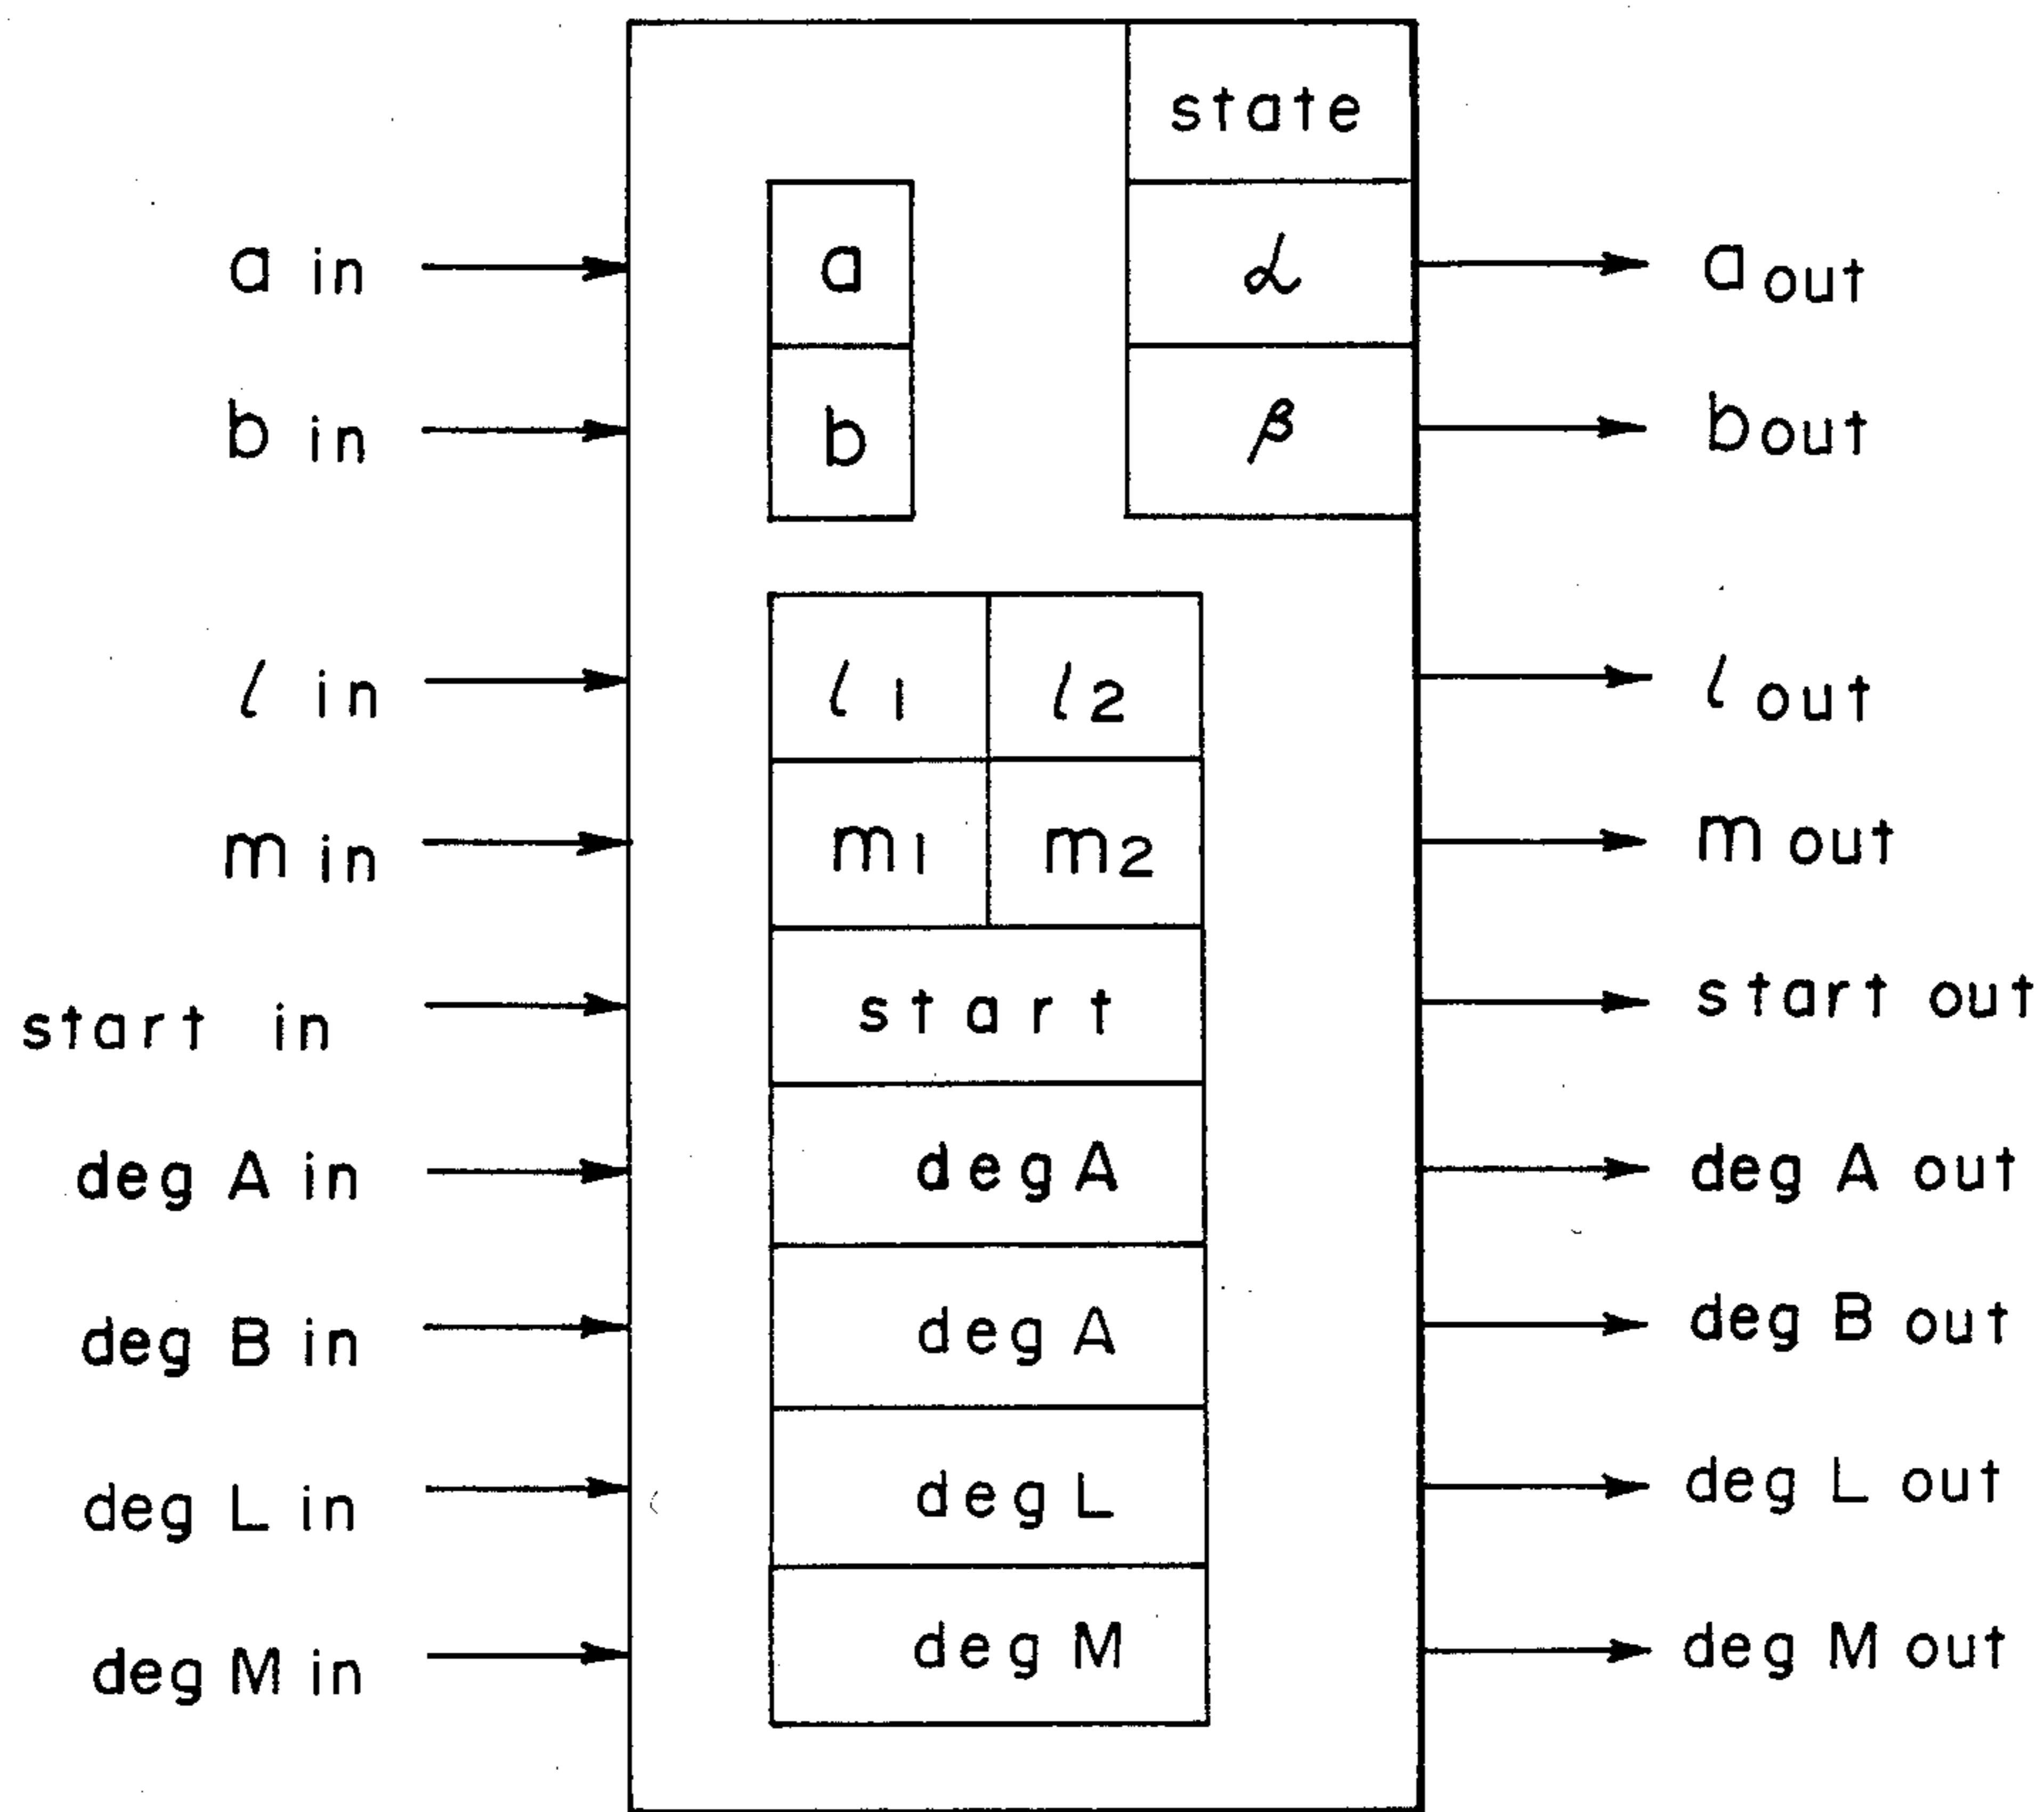 state
a in a α a out
b in b β b out
l in l1 l2 l out
m in m1 m2 m out
start in start start out
deg A in deg A deg A out
deg B in deg A deg B out
deg L in deg L deg L out
deg M in deg M deg M out